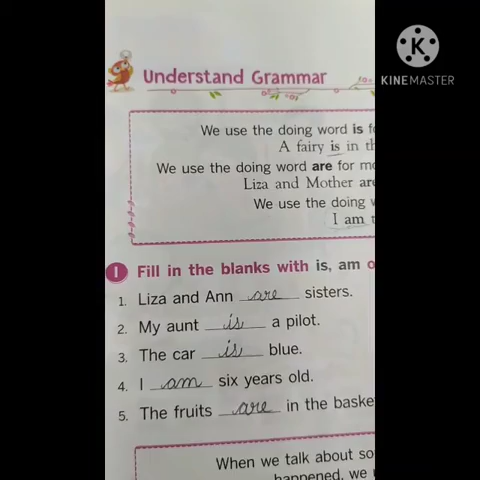 KINEMASTER
Understand Grammar
We use the doing word is
A fairy is in
We use the doing word are for
Liza and Mother are
We use the doing
I am
I Fill in the blanks with is, am
1. Liza and Ann are sisters.
2. My aunt is a pilot.
3. The car is blue.
4. I am six years old.
5. The fruits are in the baske
When we talk about so
happened, we